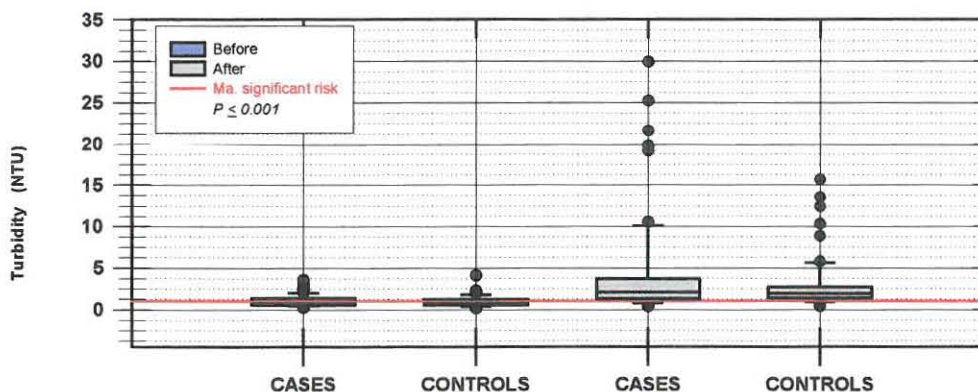 35
30
25
20
15
10
5
0
Turbidity (NTU)
Before
After
Ma. significant risk
P ≤ 0.001
CASES CONTROLS CASES CONTROLS